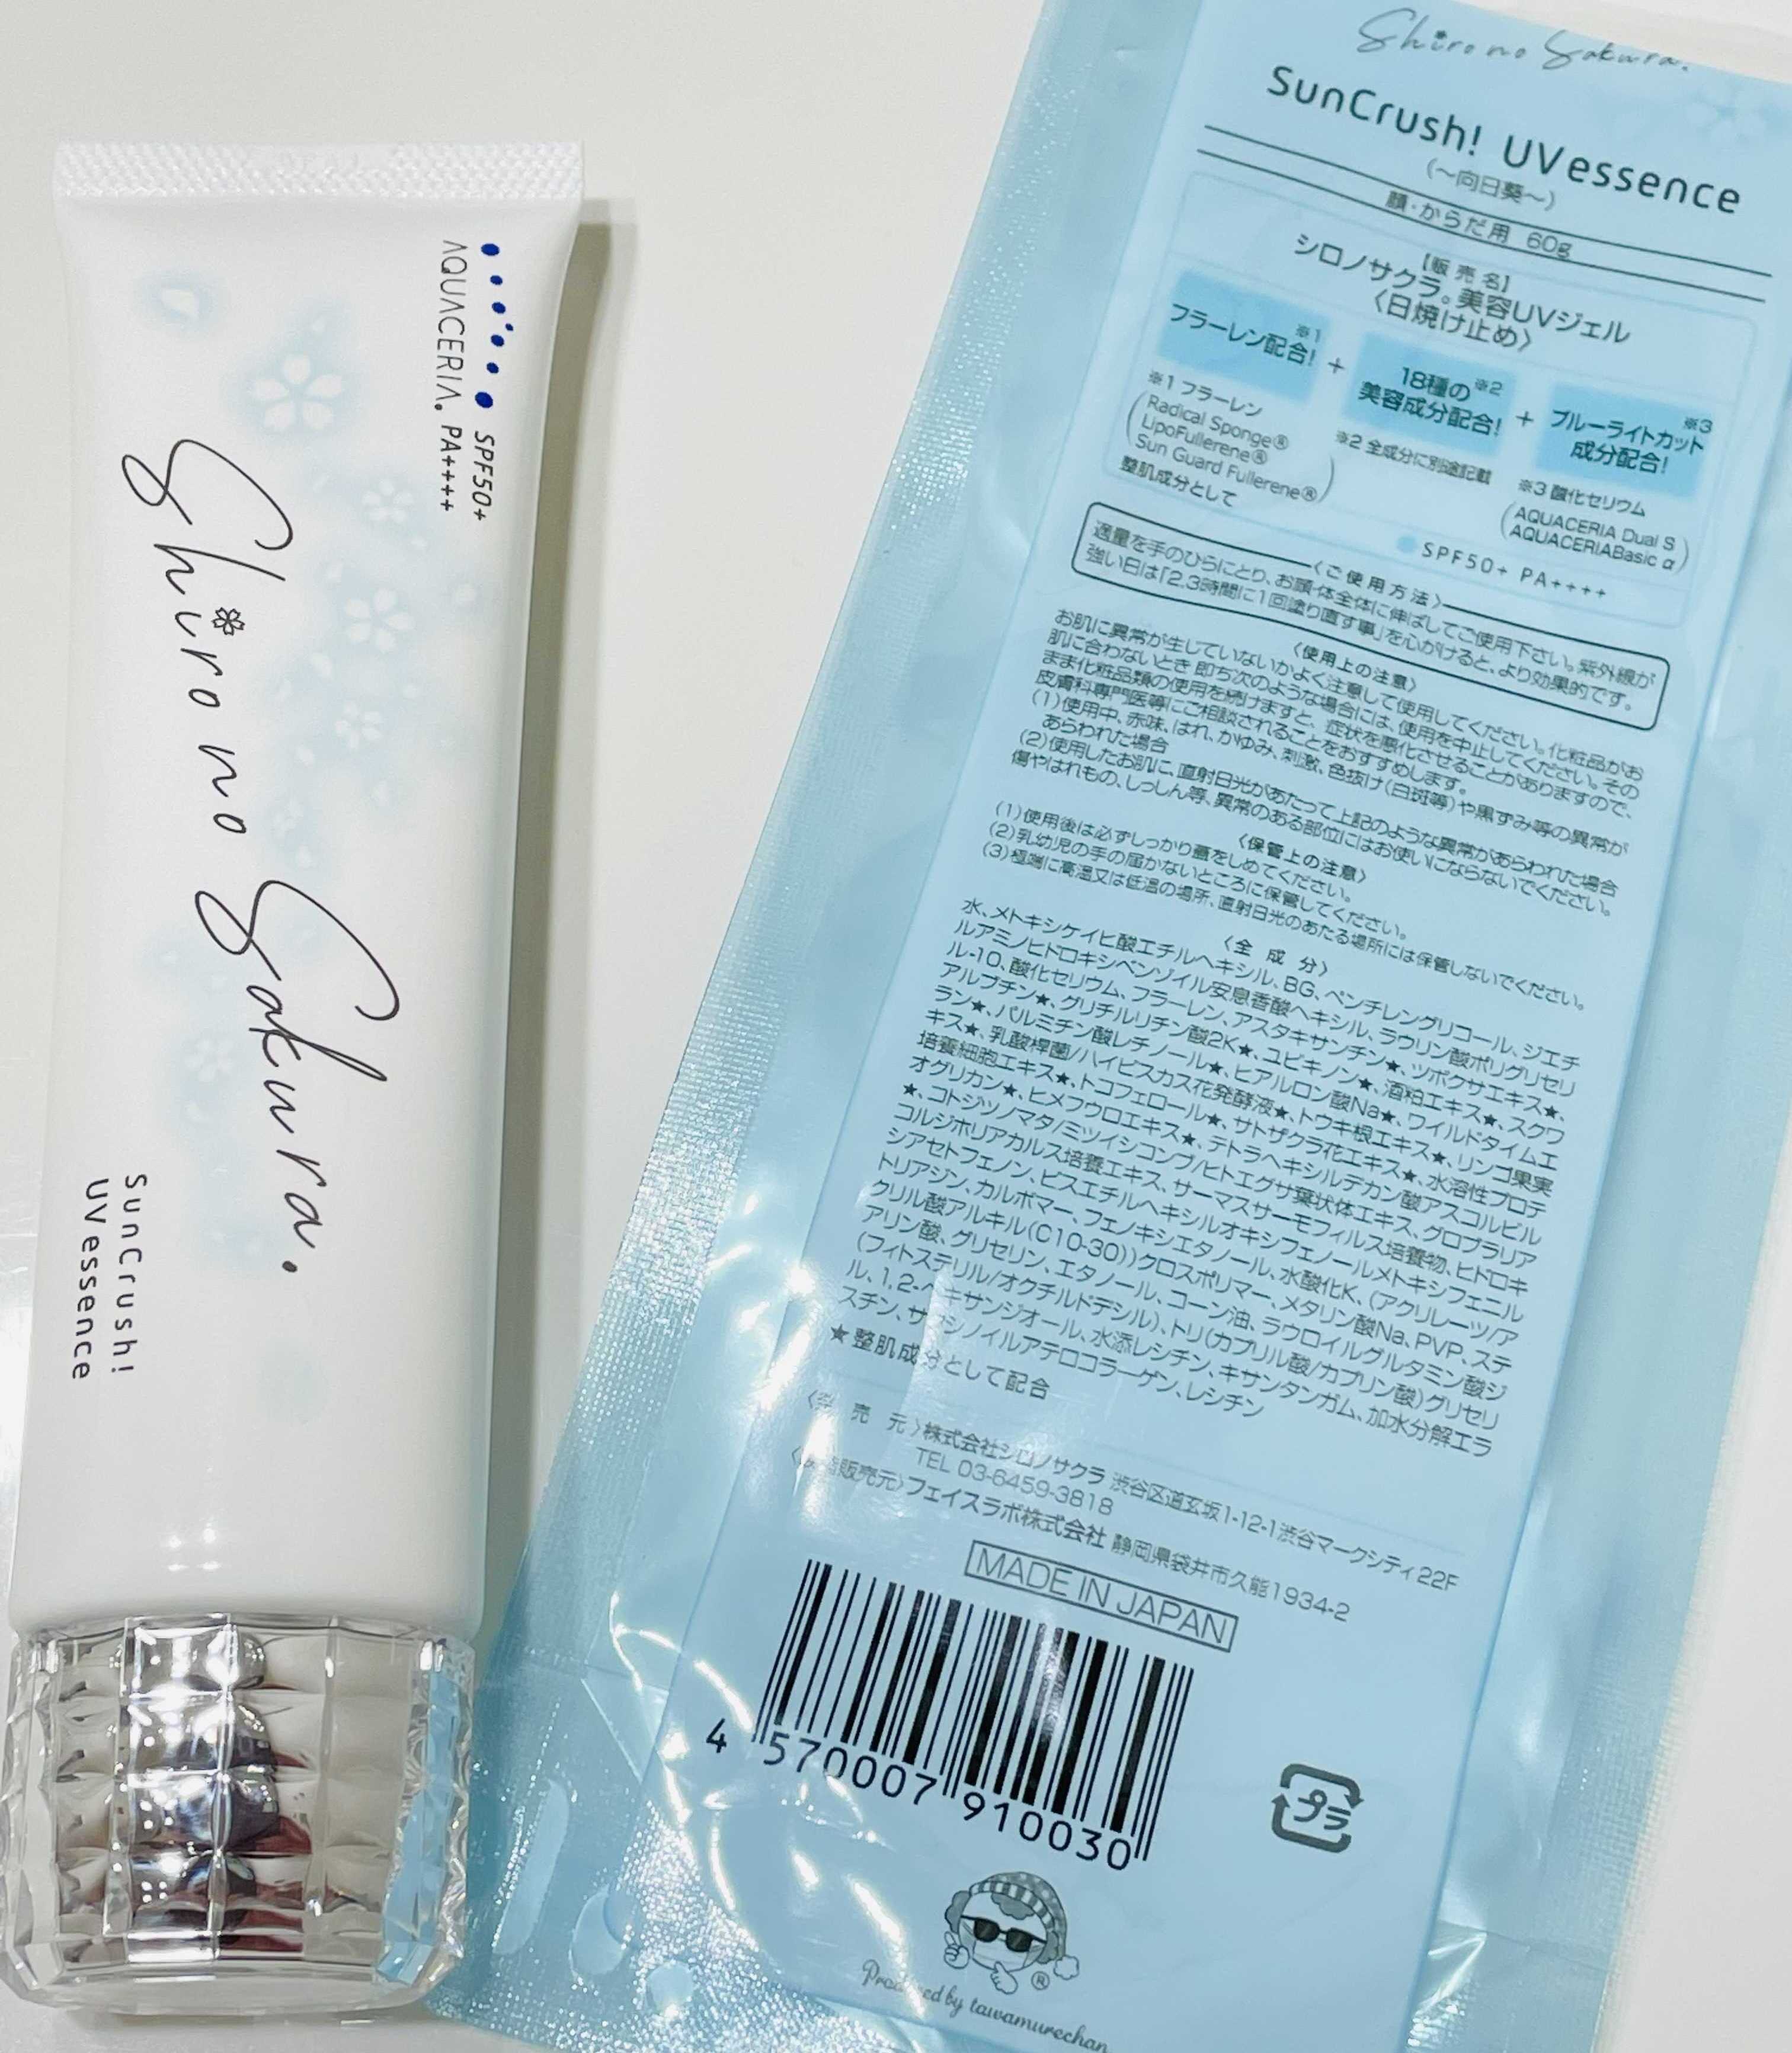 SPF50+
AQUACERIA. PA++++
Shiro no Sakura.
SunCrush!
UVessence
Shiro no Sakura.
SunCrush! UVessence
(~向日葵~)
顔・からだ用 60g
【販売名】
シロノサクラ。美容UVジェル
〈日焼け止め〉
フラーレン配合!※1
+
18種の※2
美容成分配合!
+
ブルーライトカット※3
成分配合!
※1 フラーレン
Radical Sponge®
LipoFullerene®
Sun Guard Fullerene®
整肌成分として
※2 全成分に別途記載
※3 酸化セリウム
AQUACERIA Dual S
AQUACERIABasic α
SPF50+ PA++++
〈ご使用方法〉
適量を手のひらにとり、お顔・体全体に伸ばしてご使用下さい。紫外線が
強い日は「2.3時間に1回塗り直す事」を心がけると、より効果的です。
〈使用上の注意〉
お肌に異常が生じていないかよく注意して使用してください。化粧品がお
肌に合わないとき 即ち次のような場合には、使用を中止してください。その
まま化粧品類の使用を続けますと、症状を悪化させることがありますので、
皮膚科専門医等にご相談されることをおすすめします。
(1)使用中、赤味、はれ、かゆみ、刺激、色抜け(白斑等)や黒ずみ等の異常が
あらわれた場合
(2)使用したお肌に、直射日光があたって上記のような異常があらわれた場合
傷やはれもの、しっしん等、異常のある部位にはお使いにならないでください。
〈保管上の注意〉
(1)使用後は必ずしっかり蓋をしめてください。
(2)乳幼児の手の届かないところに保管してください。
(3)極端に高温又は低温の場所、直射日光のあたる場所には保管しないでください。
〈全成分〉
水、メトキシケイヒ酸エチルヘキシル、BG、ペンチレングリコール、ジエチ
ルアミノヒドロキシベンゾイル安息香酸ヘキシル、ラウリン酸ポリグリセリ
ル-10、酸化セリウム、フラーレン、アスタキサンチン★、ツボクサエキス★、
アルブチン★、グリチルリチン酸2K★、ユビキノン★、酒粕エキス★、スクワ
ラン★、パルミチン酸レチノール★、ヒアルロン酸Na★、ワイルドタイムエ
キス★、乳酸桿菌/ハイビスカス花発酵液★、トウキ根エキス★、リンゴ果実
培養細胞エキス★、トコフェロール★、サトザクラ花エキス★、水溶性プロテ
オグリカン★、ヒメフウロエキス★、テトラヘキシルデカン酸アスコルビル
★、コトジツノマタ/ミツイシコンブ/ヒトエグサ葉状体エキス、グロブラリア
コルジホリアカルス培養エキス、サーマスサーモフィルス培養物、ヒドロキ
シアセトフェノン、ビスエチルヘキシルオキシフェノールメトキシフェニル
トリアジン、カルボマー、フェノキシエタノール、水酸化K、(アクリレーツ/ア
クリル酸アルキル(C10-30))クロスポリマー、メタリン酸Na、PVP、ステ
アリン酸、グリセリン、エタノール、コーン油、ラウロイルグルタミン酸ジ
(フィトステリル/オクチルドデシル)、トリ(カプリル酸/カプリン酸)グリセリ
ル、1,2-ヘキサンジオール、水添レシチン、キサンタンガム、加水分解エラ
スチン、サクシノイルアテロコラーゲン、レシチン
★整肌成分として配合
〈発売元〉株式会社シロノサクラ 渋谷区道玄坂1-12-1渋谷マークシティ22F
TEL 03-6459-3818
販売元〉フェイスラボ株式会社 静岡県袋井市久能1934-2
MADE IN JAPAN
4 570007 910030
プラ
®
Produced by tawamurechan